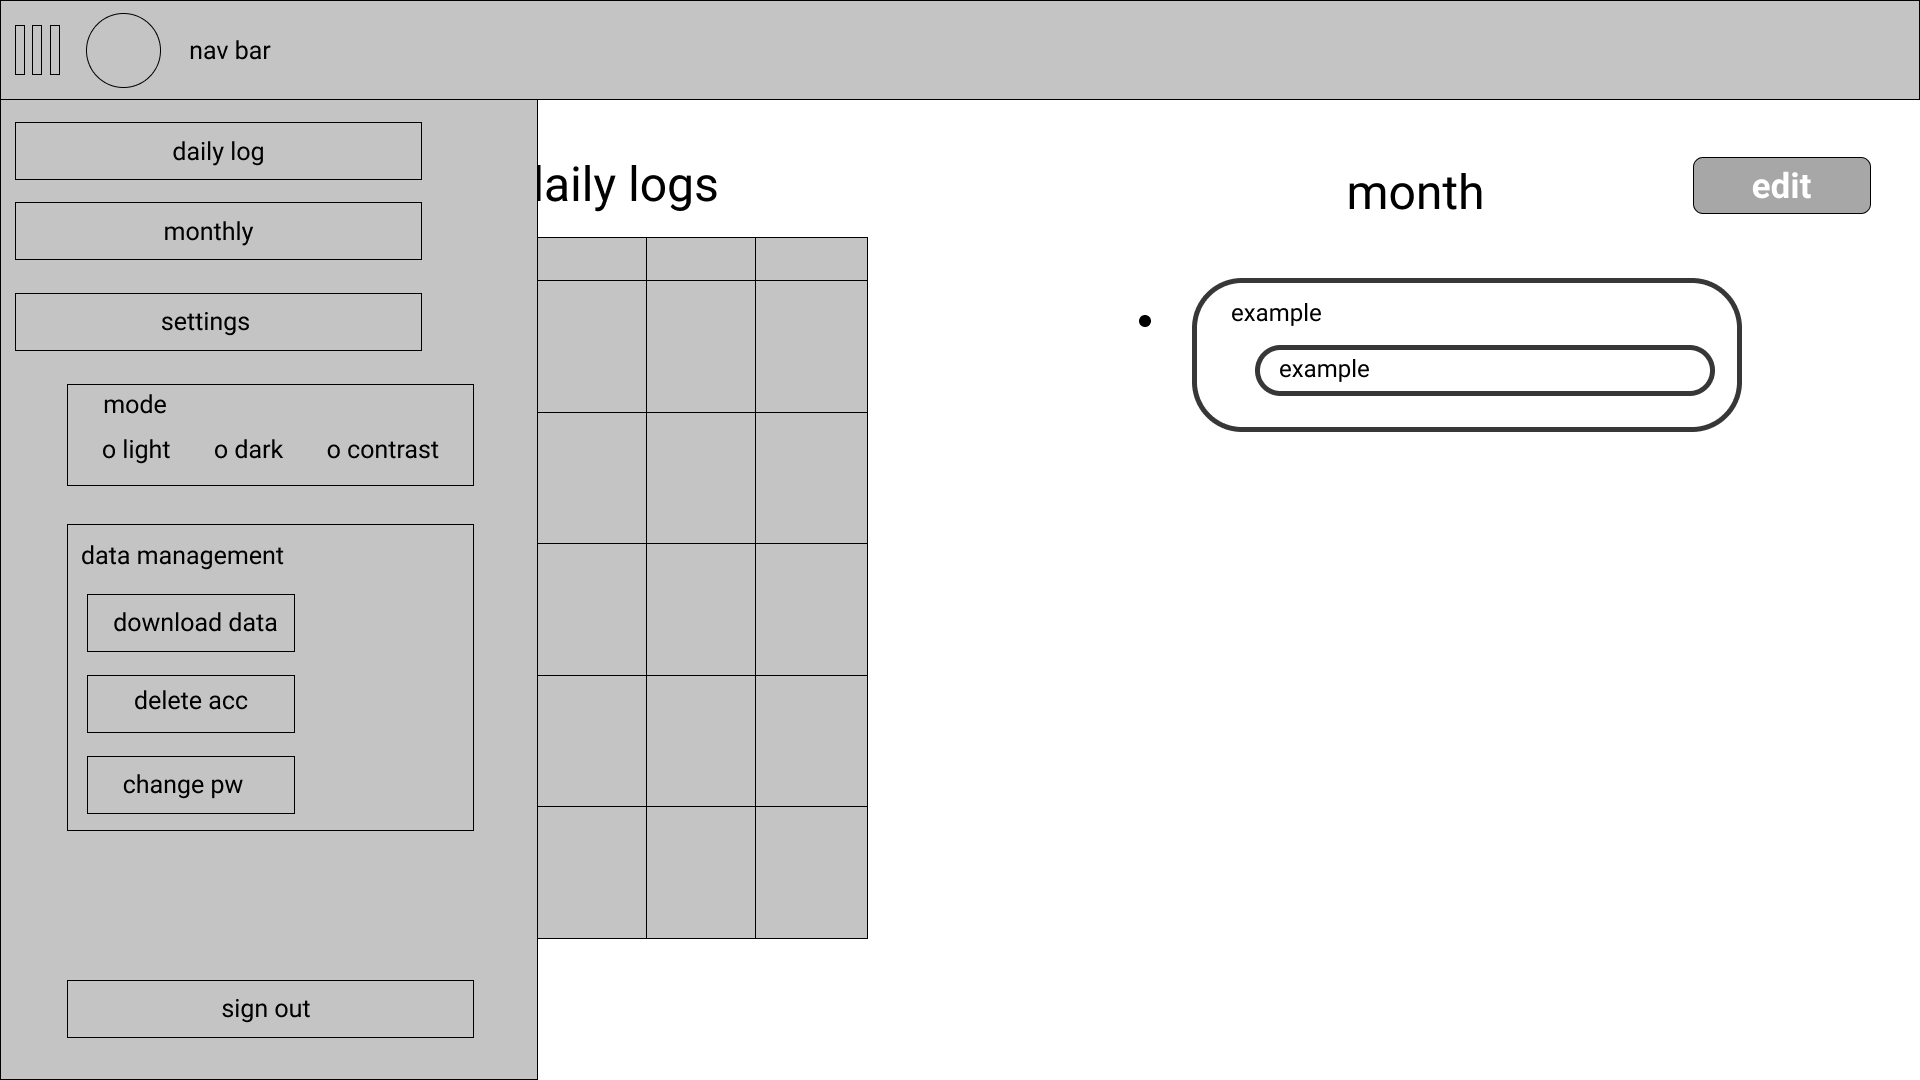 nav bar
daily log
monthly
settings
mode
o light o dark o contrast
data management
download data
delete acc
change pw
sign out
daily logs
month
edit
example
example